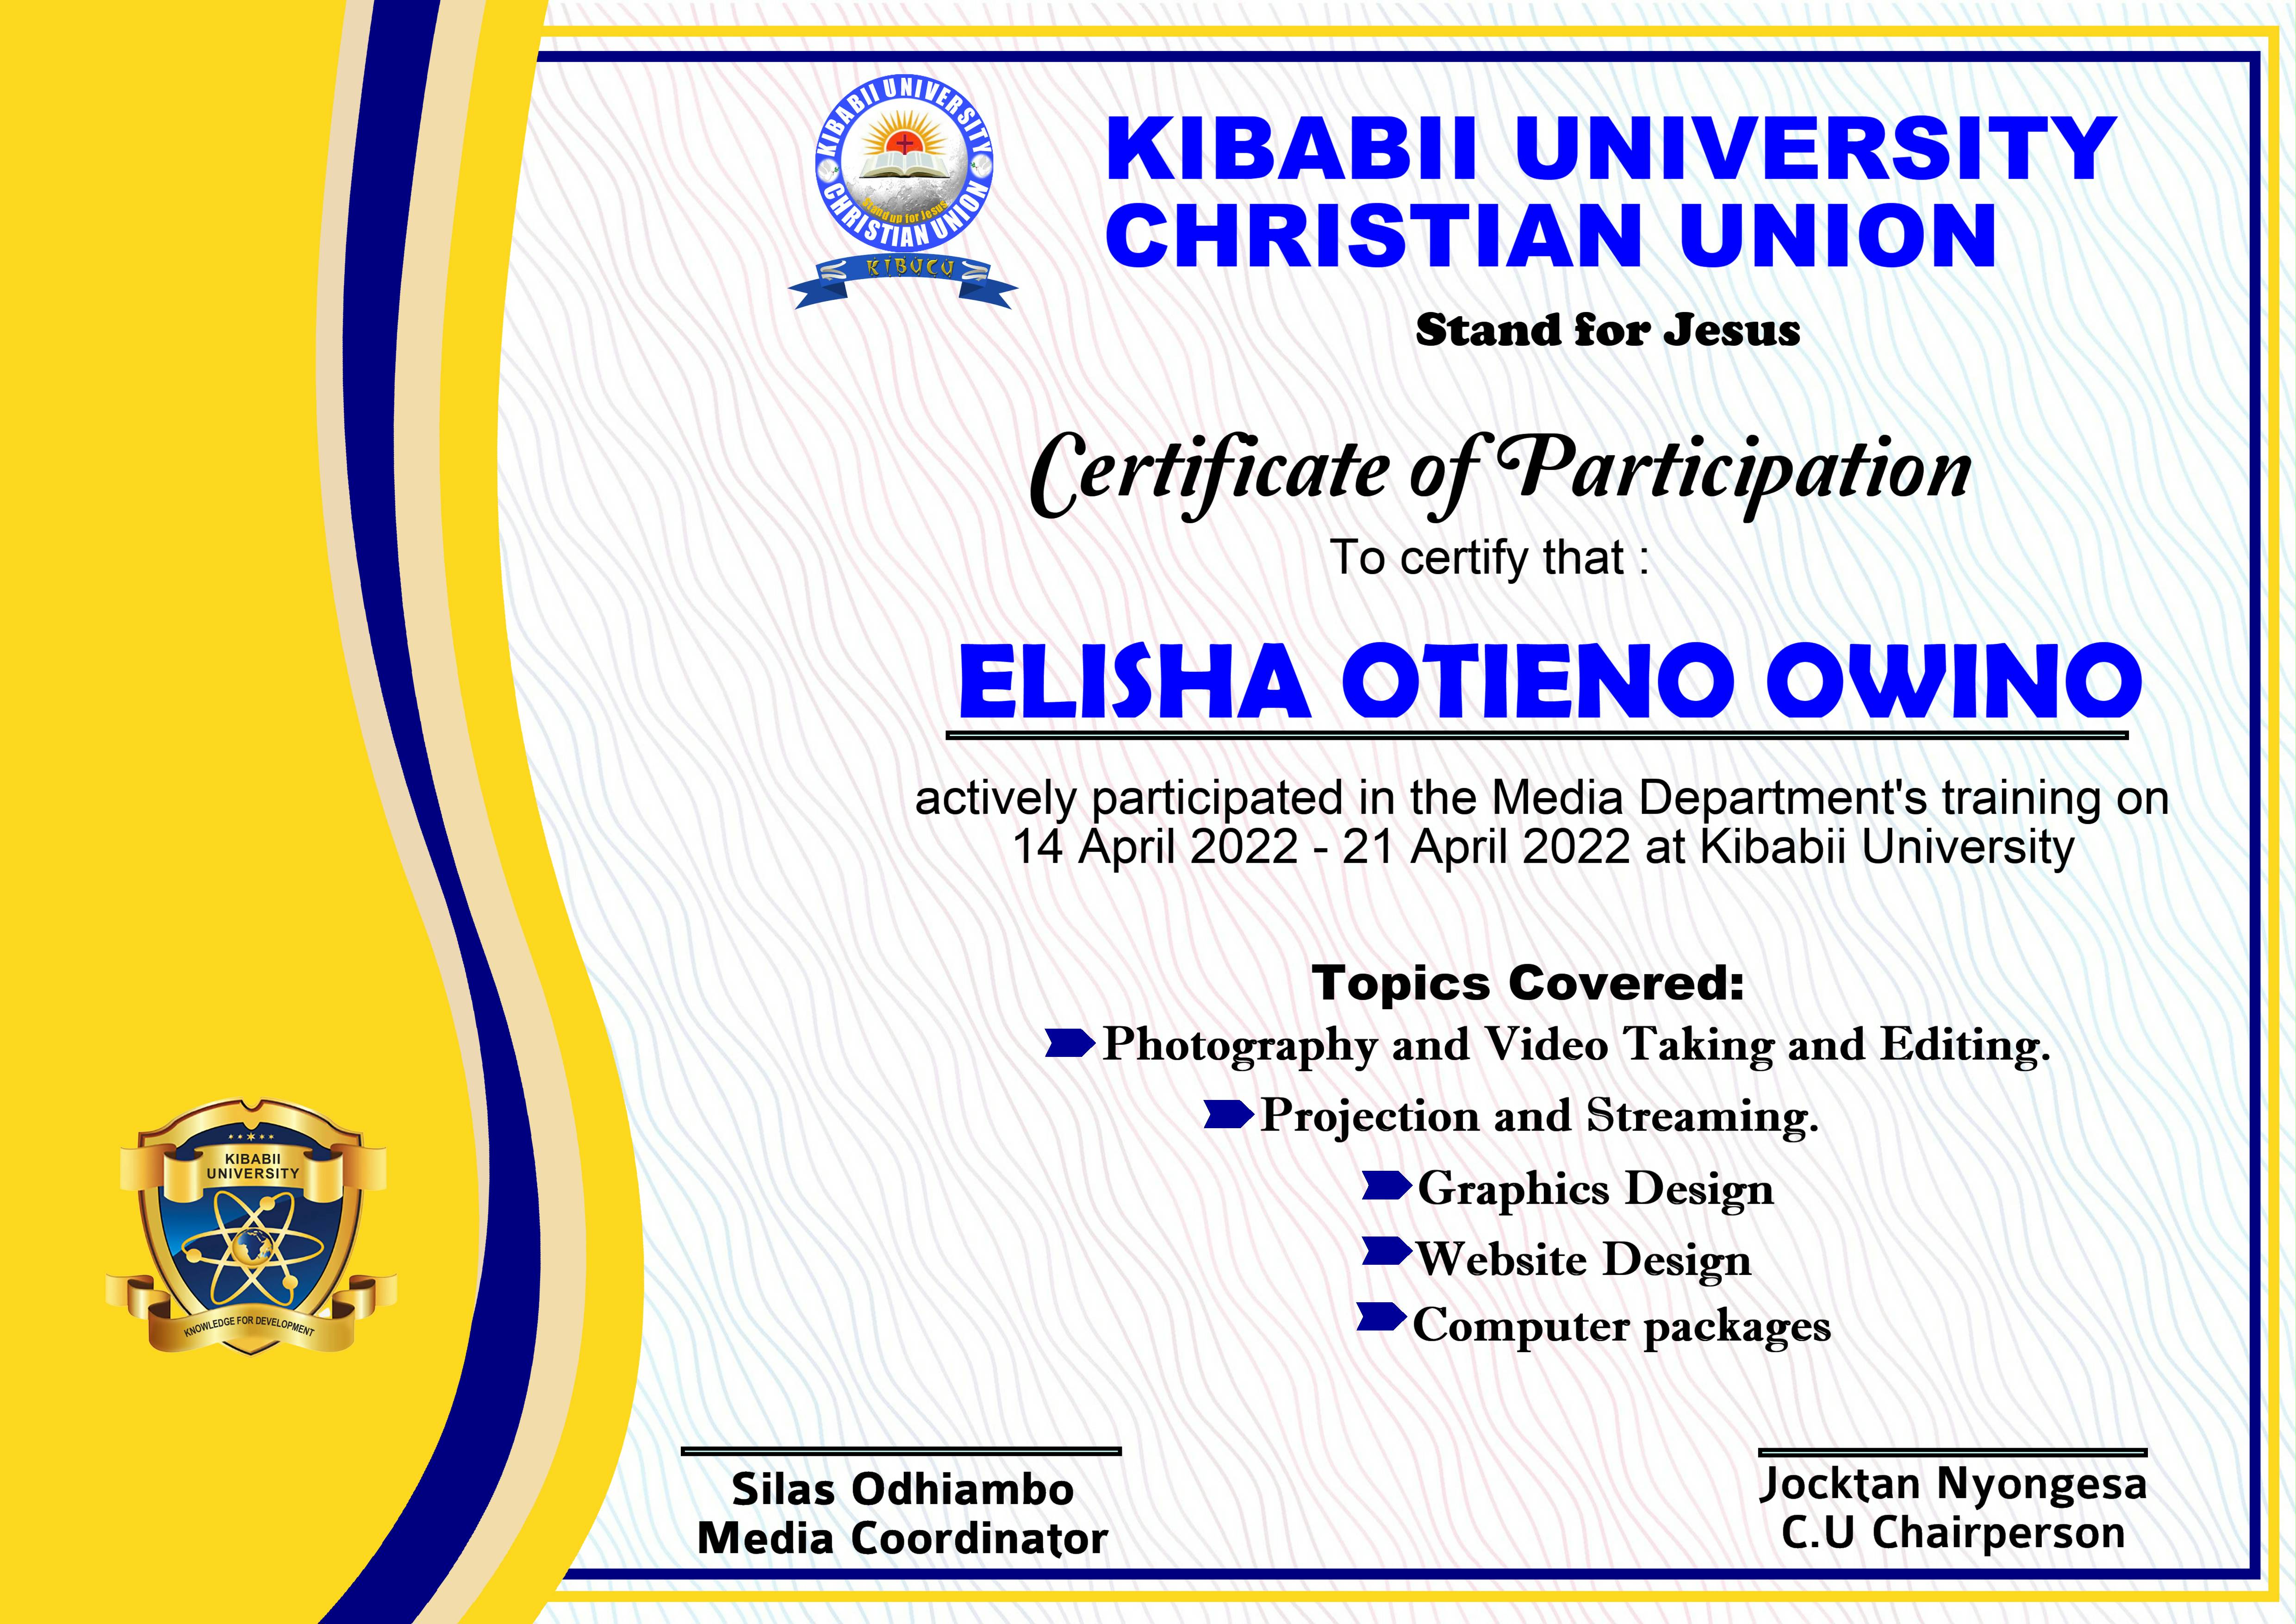 KIBABII UNIVERSITY
CHRISTIAN UNION
Stand up for Jesus
KIBUCU
KIBABII UNIVERSITY
CHRISTIAN UNION
Stand for Jesus
Certificate of Participation
To certify that :
ELISHA OTIENO OWINO
actively participated in the Media Department's training on
14 April 2022 - 21 April 2022 at Kibabii University
Topics Covered:
Photography and Video Taking and Editing.
Projection and Streaming.
Graphics Design
Website Design
Computer packages
KIBABII
UNIVERSITY
KNOWLEDGE FOR DEVELOPMENT
Silas Odhiambo
Media Coordinator
Jocktan Nyongesa
C.U Chairperson